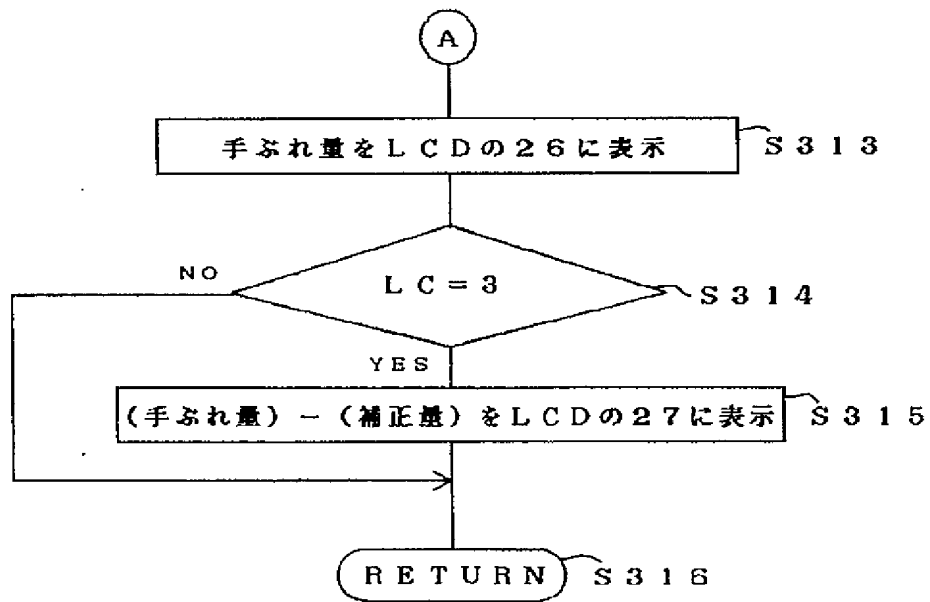 A
手ぶれ量をLCDの26に表示 S313
NO
LC=3 S314
YES
(手ぶれ量)-(補正量)をLCDの27に表示 S315
RETURN S316